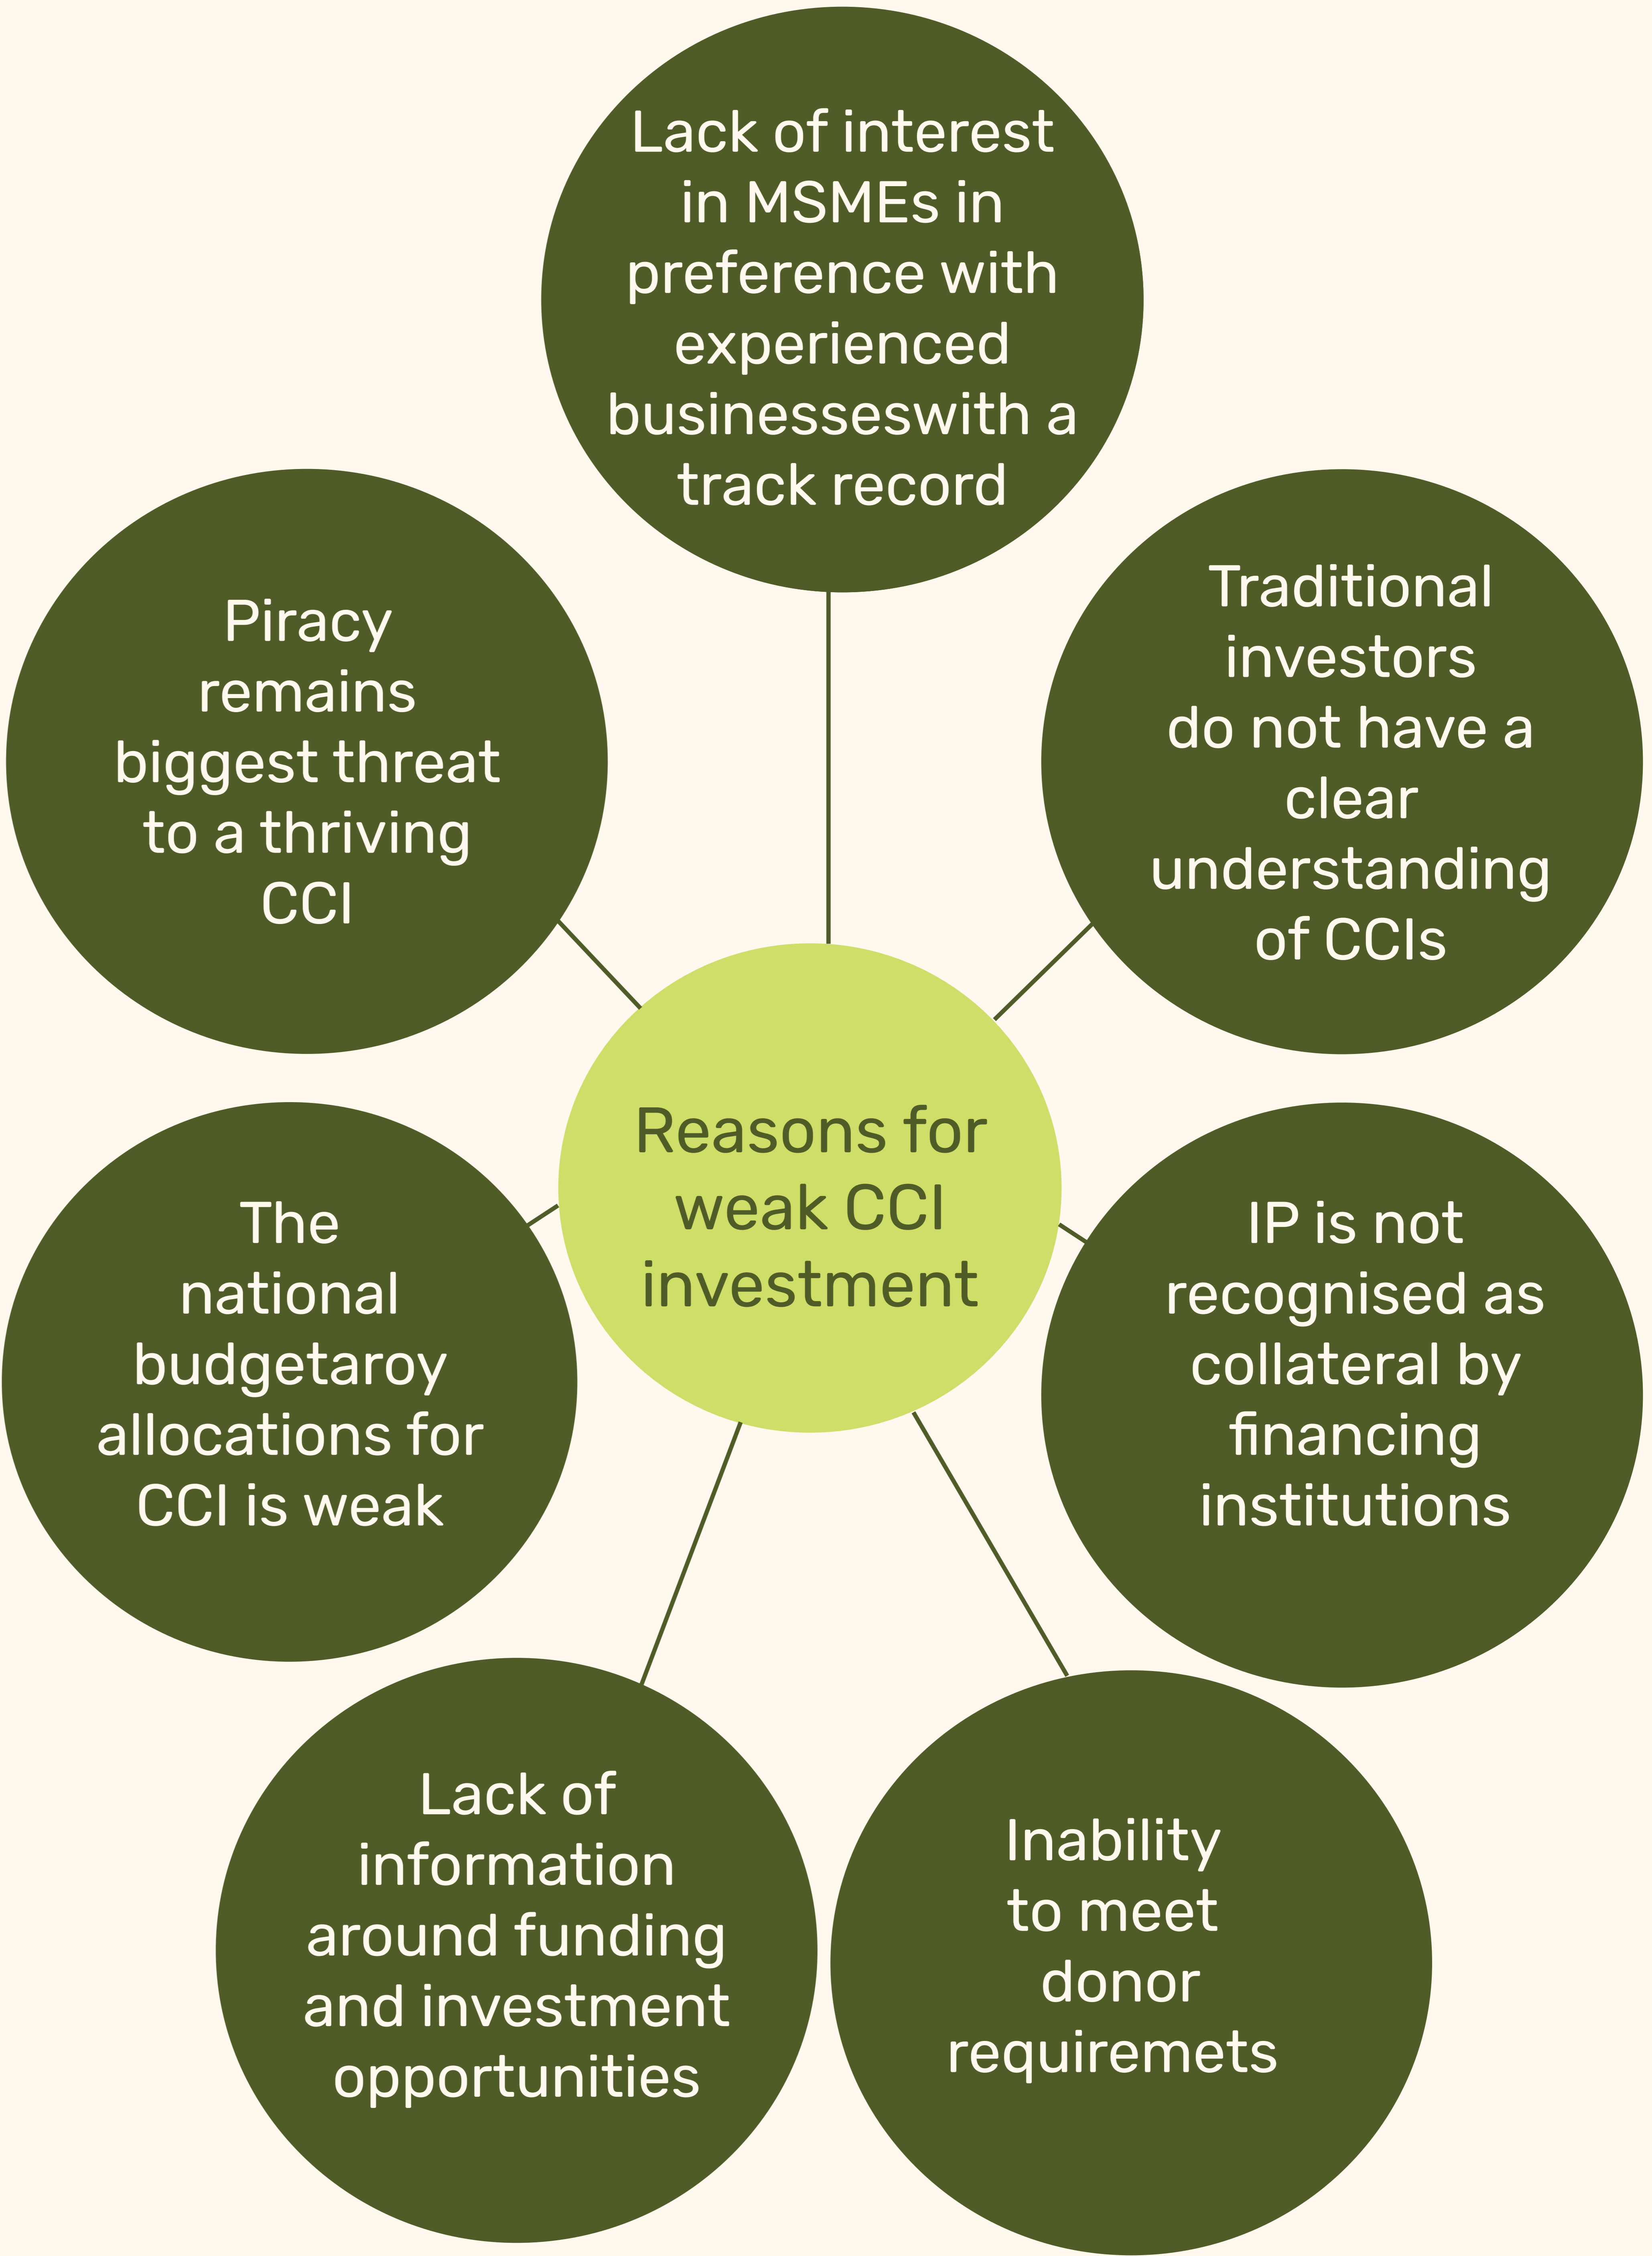 Lack of interest
in MSMEs in
preference with
experienced
businesseswith a
track record
Piracy
remains
biggest threat
to a thriving
CCI
Traditional
investors
do not have a
clear
understanding
of CCIs
Reasons for
weak CCI
investment
The
national
budgetaroy
allocations for
CCI is weak
IP is not
recognised as
collateral by
financing
institutions
Lack of
information
around funding
and investment
opportunities
Inability
to meet
donor
requiremets